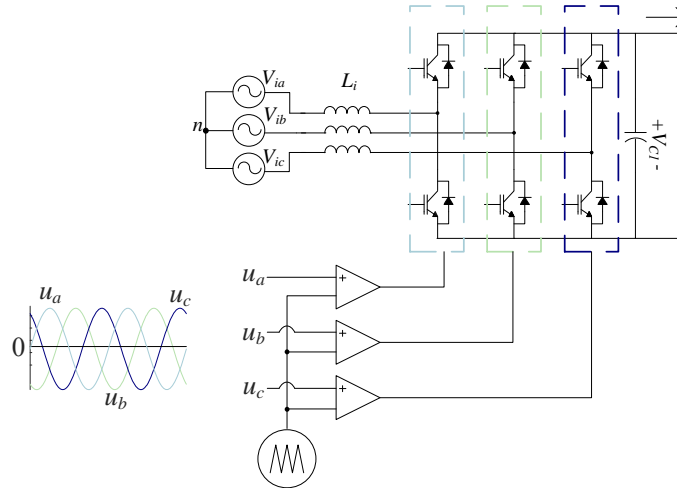 V_ia
L_i
n
V_ib
V_ic
+ V_C1 -
u_a
+
u_a
u_c
u_b
+
0
u_b
u_c
+